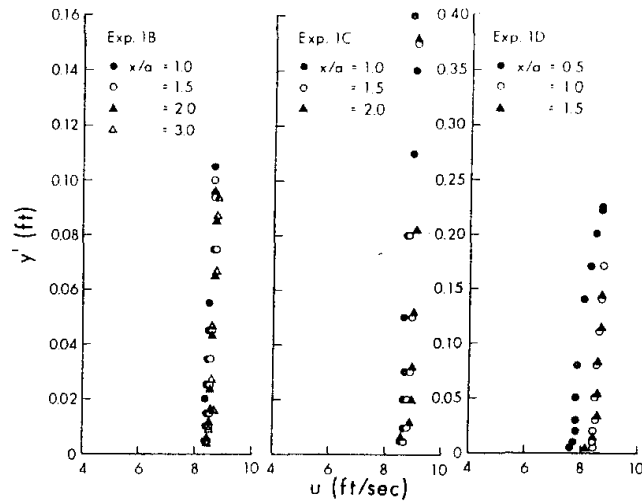 Exp. 1B
● x/a = 1.0
○ = 1.5
▲ = 2.0
△ = 3.0
Exp. 1C
● x/a = 1.0
○ = 1.5
▲ = 2.0
Exp. 1D
● x/a = 0.5
○ = 1.0
▲ = 1.5
0.16
0.14
0.12
0.10
0.08
0.06
0.04
0.02
0
0.40
0.35
0.30
0.25
0.20
0.15
0.10
0.05
0
y' (ft)
4 6 8 10
4 6 8 10
4 6 8 10
u (ft/sec)